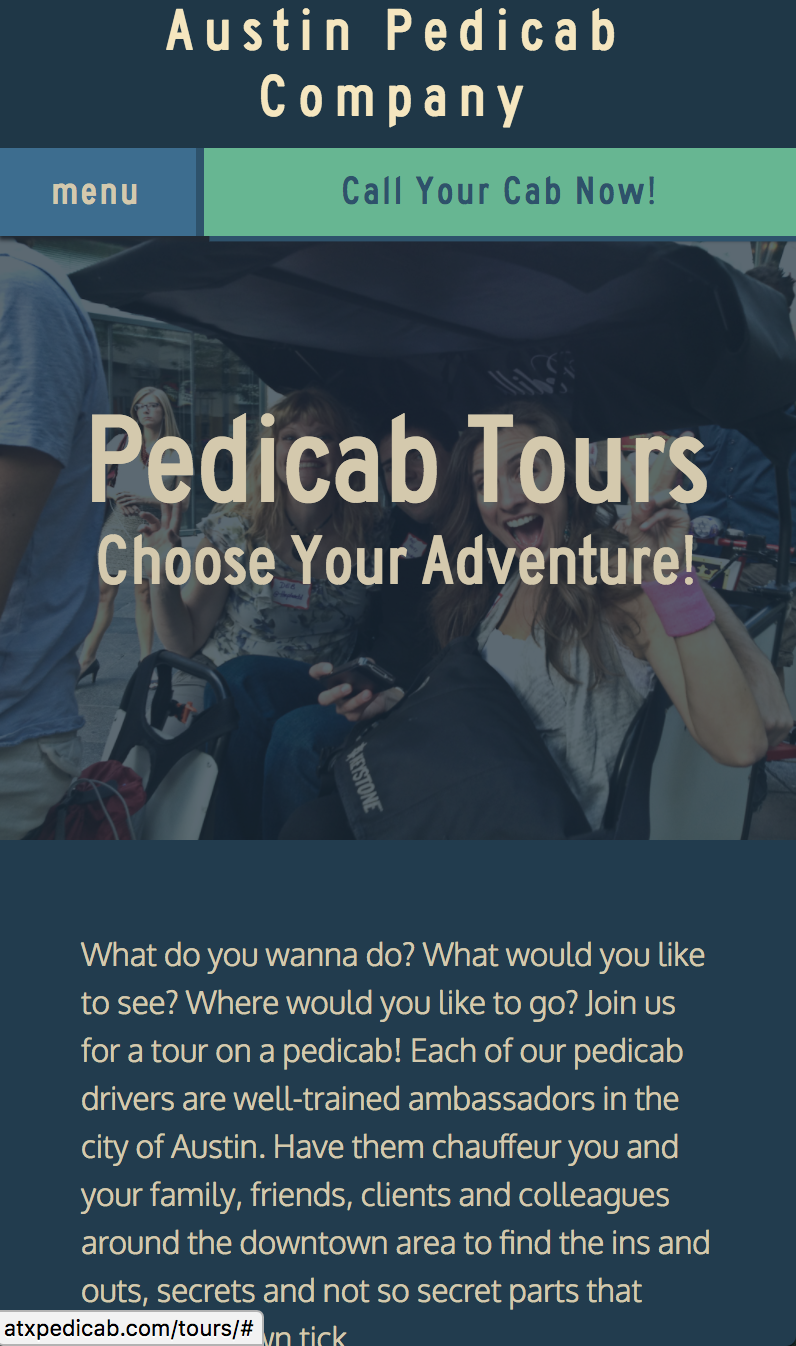 Austin Pedicab
Company
menu
Call Your Cab Now!
Pedicab Tours
Choose Your Adventure!
KEYSTONE
What do you wanna do? What would you like
to see? Where would you like to go? Join us
for a tour on a pedicab! Each of our pedicab
drivers are well-trained ambassadors in the
city of Austin. Have them chauffeur you and
your family, friends, clients and colleagues
around the downtown area to find the ins and
outs, secrets and not so secret parts that
tick
atxpedicab.com/tours/#